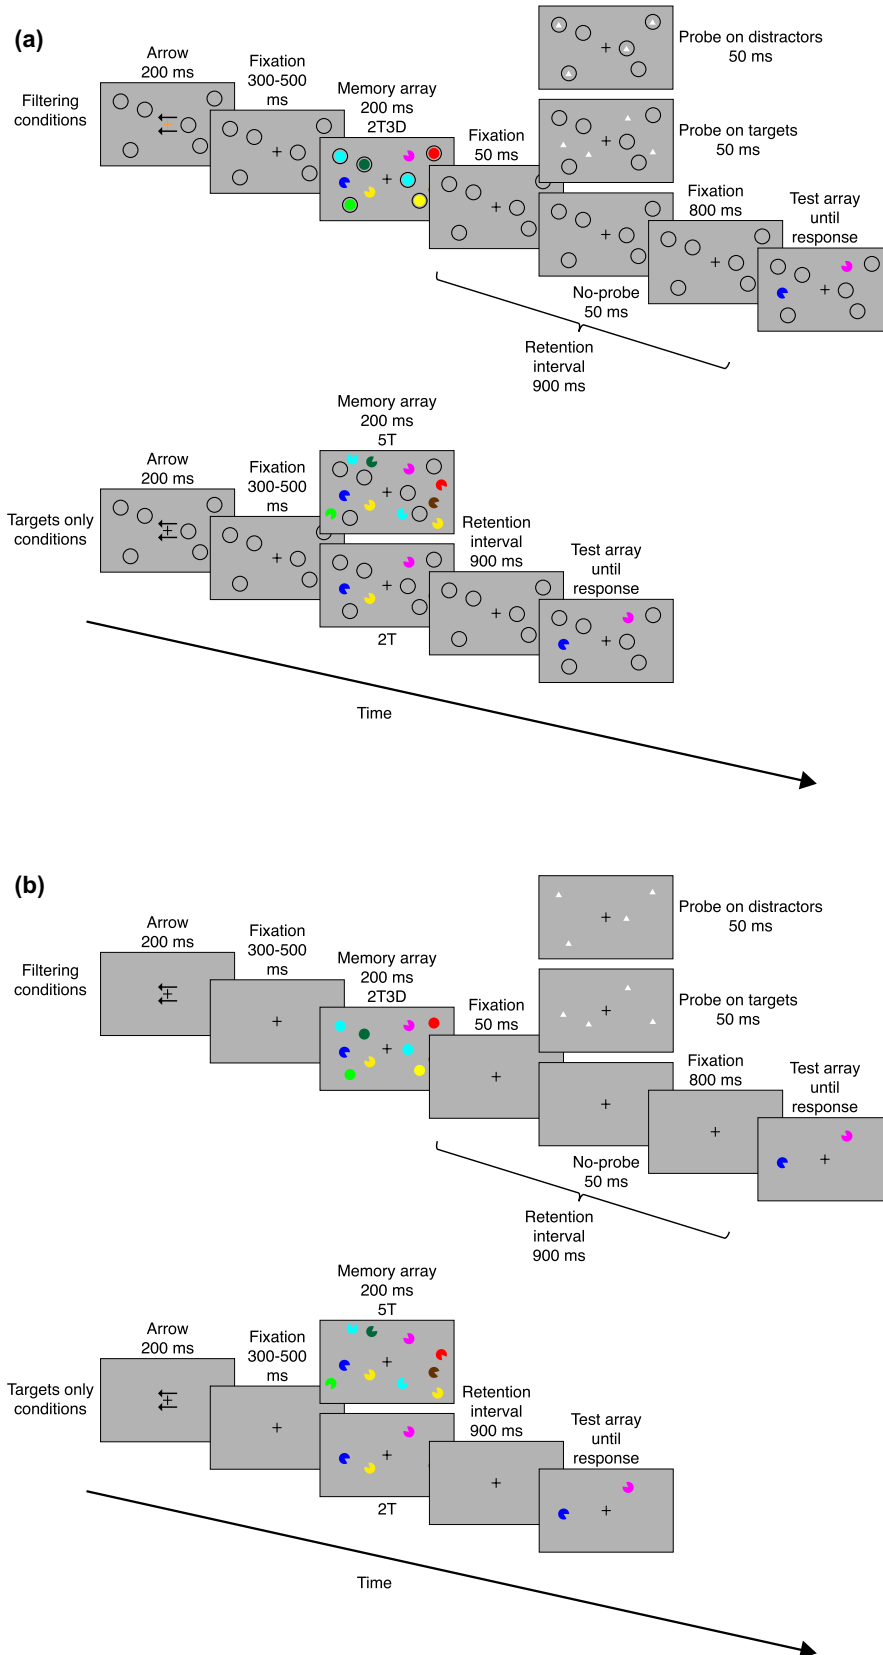 (a)
Arrow
200 ms
Fixation
300-500
ms
Memory array
200 ms
2T3D
Fixation
50 ms
Probe on distractors
50 ms
Filtering
conditions
Probe on targets
50 ms
Fixation
800 ms
Test array
until
response
No-probe
50 ms
Retention
interval
900 ms
Memory array
200 ms
5T
Arrow
200 ms
Fixation
300-500
ms
Targets only
conditions
Retention
interval
900 ms
Test array
until
response
2T
Time
(b)
Arrow
200 ms
Fixation
300-500
ms
Memory array
200 ms
2T3D
Fixation
50 ms
Probe on distractors
50 ms
Filtering
conditions
Probe on targets
50 ms
Fixation
800 ms
Test array
until
response
No-probe
50 ms
Retention
interval
900 ms
Memory array
200 ms
5T
Arrow
200 ms
Fixation
300-500
ms
Targets only
conditions
Retention
interval
900 ms
Test array
until
response
2T
Time